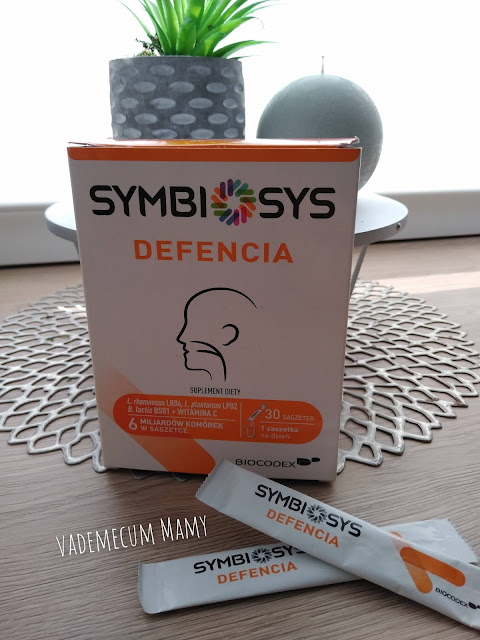 SYMBIOSYS
DEFENCIA
SUPLEMENT DIETY
L. rhamnosus LR04, L. plantarum LP02
B. lactis BS01 + WITAMINA C
6 MILIARDÓW KOMÓREK
W SASZETCE
30 SASZETEK
1 saszetka
na dzień
BIOCODEX
VADEMECUM MAMY
SYMBIOSYS
DEFENCIA
BIOCODEX
SYMBIOSYS
DEFENCIA